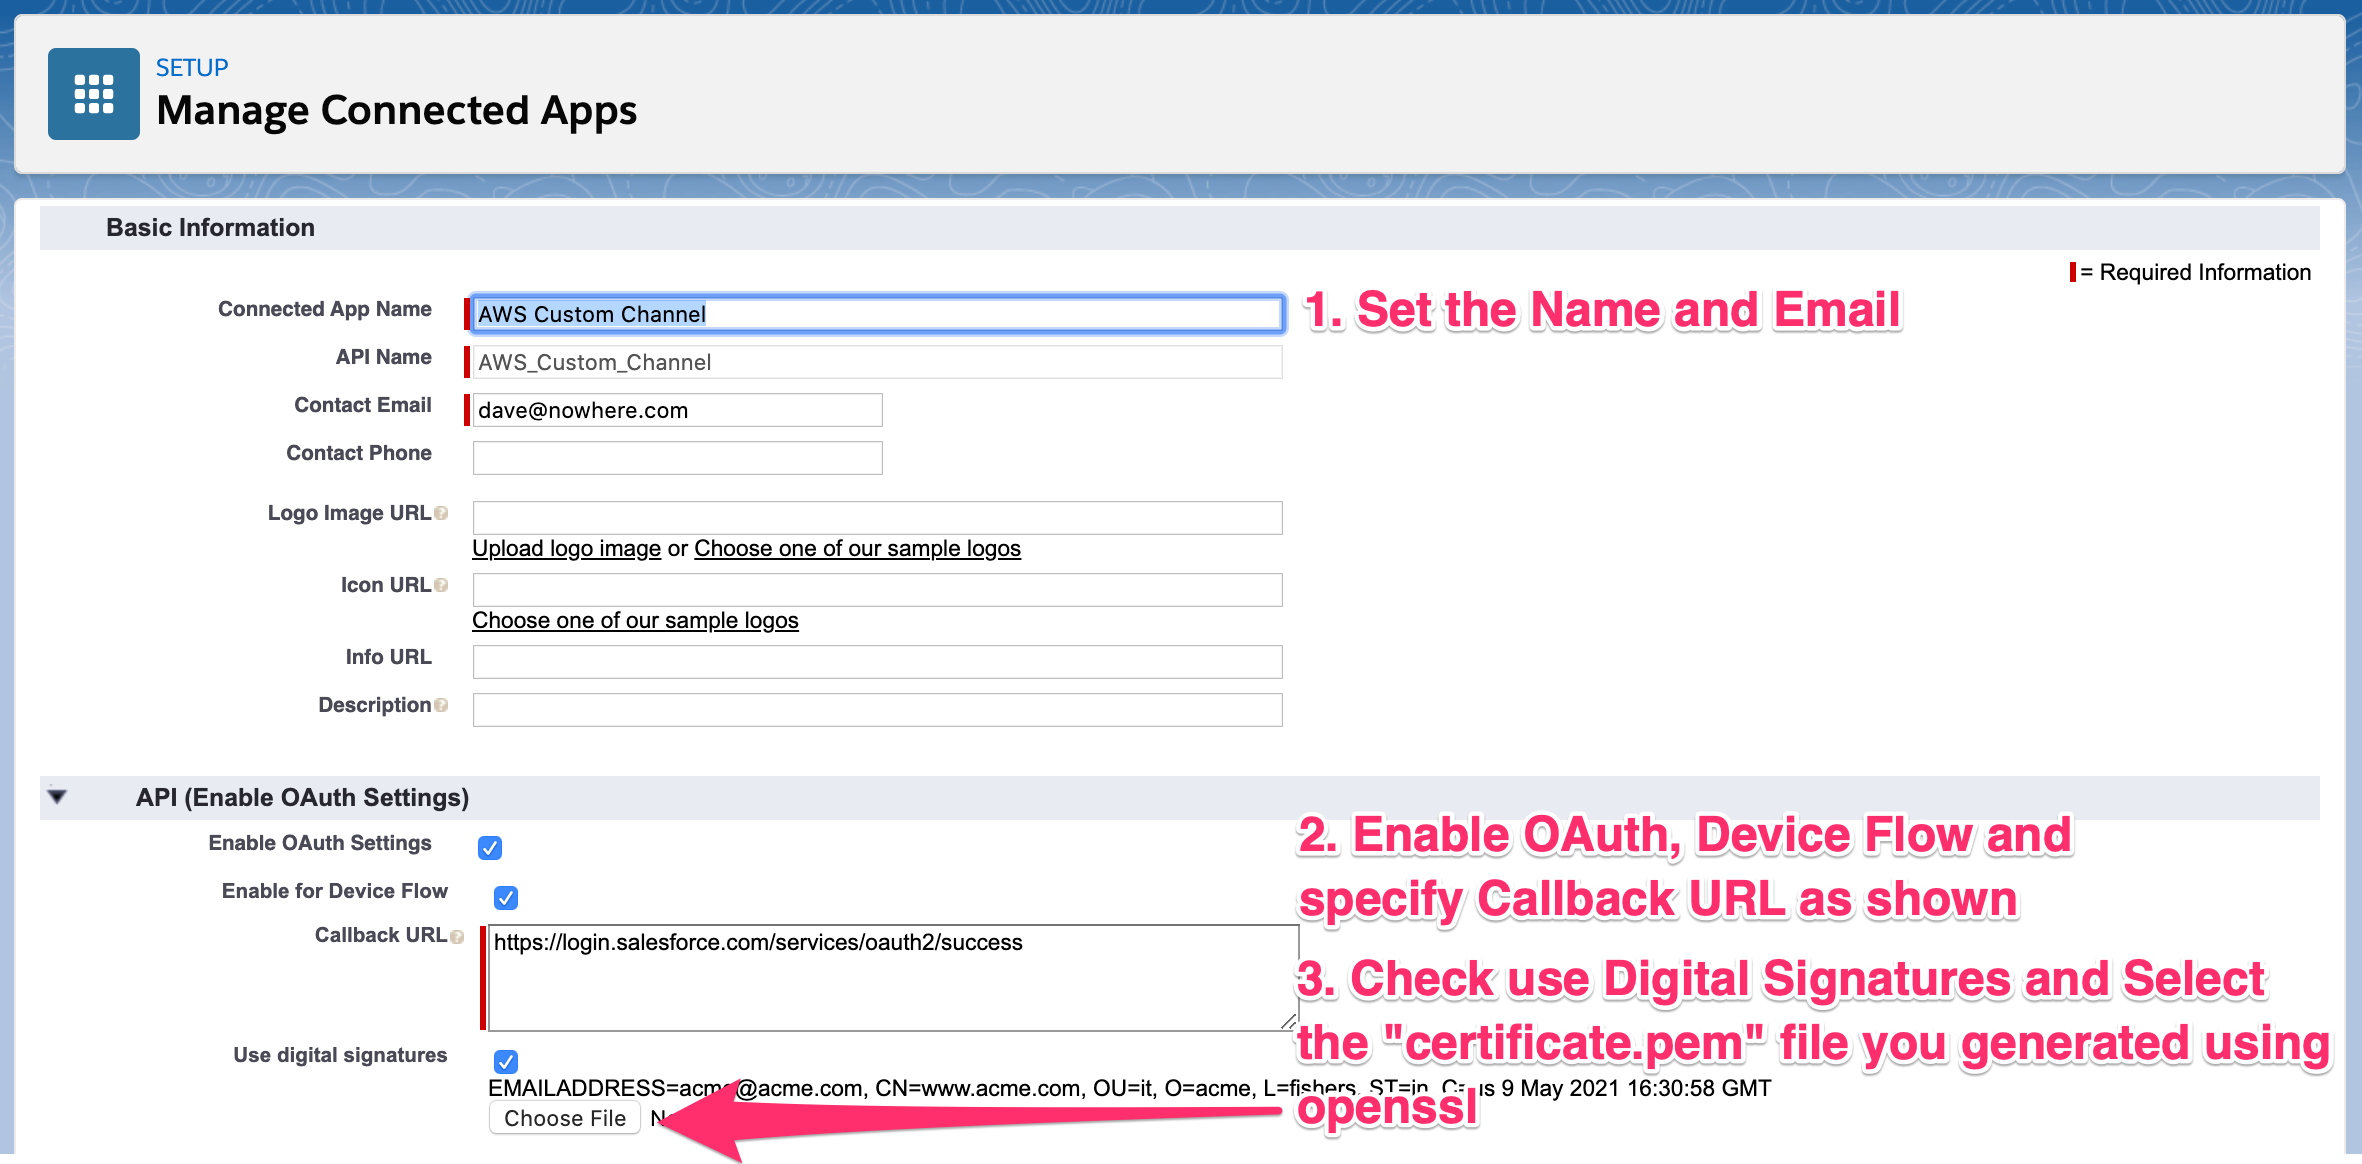 SETUP
Manage Connected Apps
Basic Information
= Required Information
Connected App Name
AWS Custom Channel
1. Set the Name and Email
API Name
AWS_Custom_Channel
Contact Email
dave@nowhere.com
Contact Phone
Logo Image URL
Upload logo image or Choose one of our sample logos
Icon URL
Choose one of our sample logos
Info URL
Description
API (Enable OAuth Settings)
Enable OAuth Settings
Enable for Device Flow
2. Enable OAuth, Device Flow and
specify Callback URL as shown
Callback URL
https://login.salesforce.com/services/oauth2/success
3. Check use Digital Signatures and Select
the "certificate.pem" file you generated using
openssl
Use digital signatures
EMAILADDRESS=acme@acme.com, CN=www.acme.com, OU=it, O=acme, L=fishers, ST=in, C=us 9 May 2021 16:30:58 GMT
Choose File